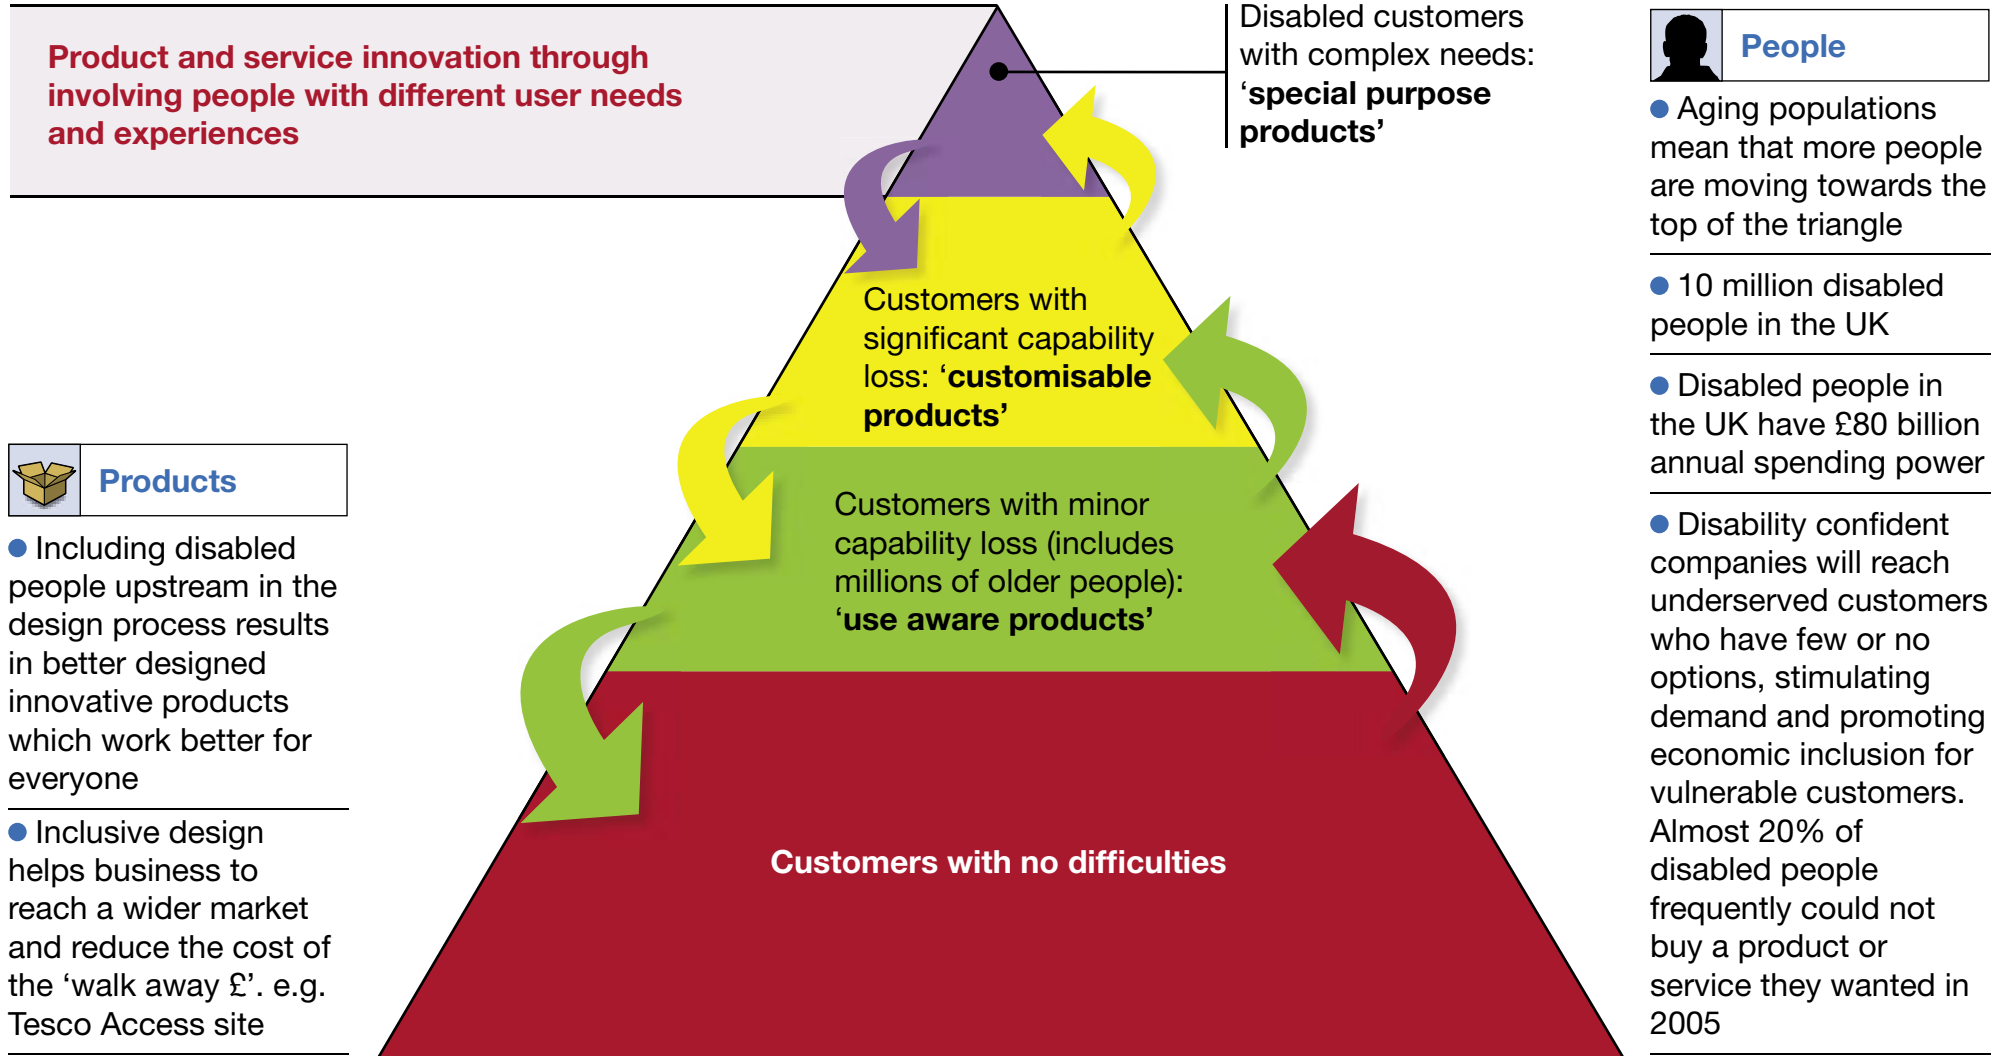 Product and service innovation through
involving people with different user needs
and experiences
Disabled customers
with complex needs:
‘special purpose
products’
Customers with
significant capability
loss: ‘customisable
products’
Customers with minor
capability loss (includes
millions of older people):
‘use aware products’
Customers with no difficulties
Products
● Including disabled
people upstream in the
design process results
in better designed
innovative products
which work better for
everyone
● Inclusive design
helps business to
reach a wider market
and reduce the cost of
the ‘walk away £’. e.g.
Tesco Access site
People
● Aging populations
mean that more people
are moving towards the
top of the triangle
● 10 million disabled
people in the UK
● Disabled people in
the UK have £80 billion
annual spending power
● Disability confident
companies will reach
underserved customers
who have few or no
options, stimulating
demand and promoting
economic inclusion for
vulnerable customers.
Almost 20% of
disabled people
frequently could not
buy a product or
service they wanted in
2005